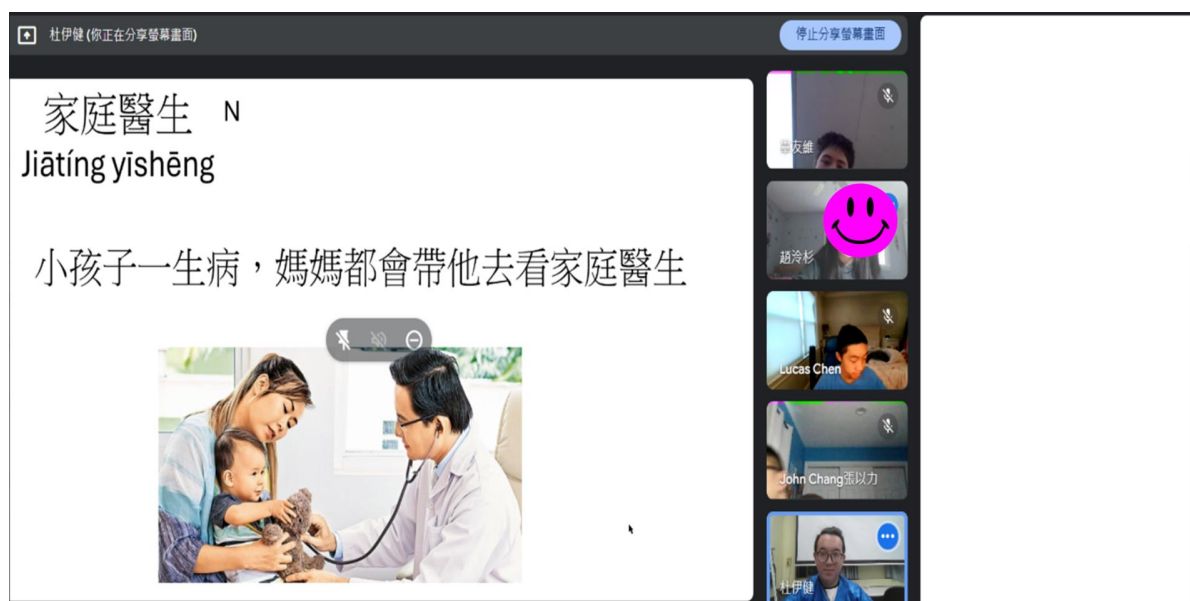 杜伊健 (你正在分享螢幕畫面)
停止分享螢幕畫面
家庭醫生 N
Jiātíng yīshēng
小孩子一生病，媽媽都會帶他去看家庭醫生
友維
趙泠杉
Lucas Chen
John Chang張以力
杜伊健